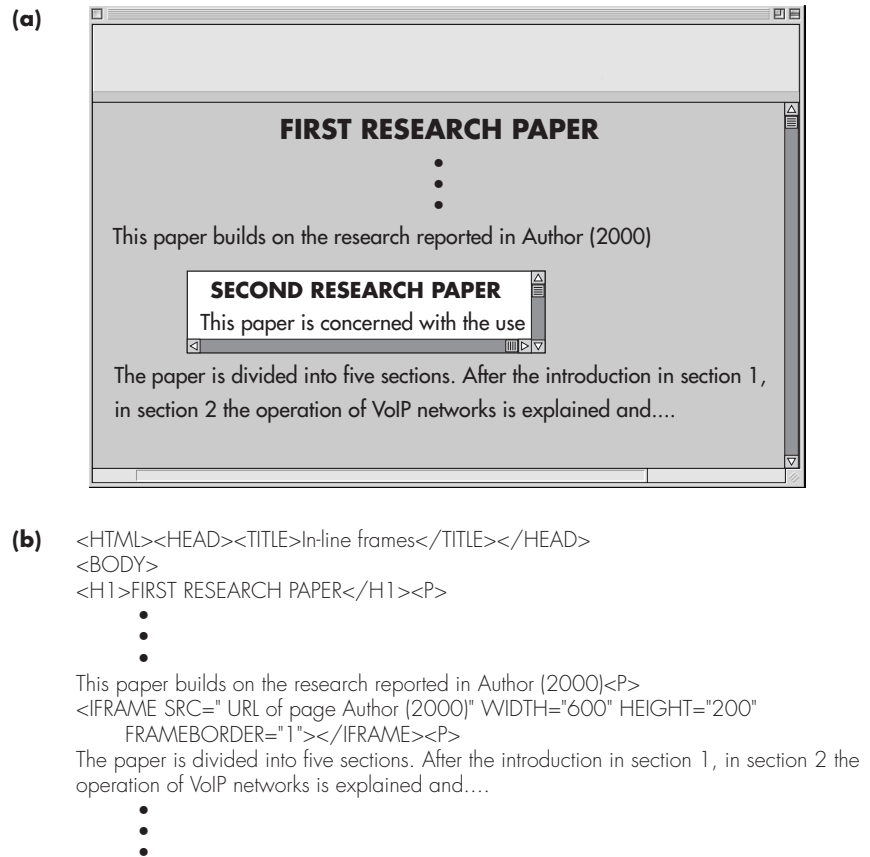 (a)
FIRST RESEARCH PAPER
This paper builds on the research reported in Author (2000)
SECOND RESEARCH PAPER
This paper is concerned with the use
The paper is divided into five sections. After the introduction in section 1,
in section 2 the operation of VoIP networks is explained and....
(b)
<HTML><HEAD><TITLE>In-line frames</TITLE></HEAD>
<BODY>
<H1>FIRST RESEARCH PAPER</H1><P>
This paper builds on the research reported in Author (2000)<P>
<IFRAME SRC=" URL of page Author (2000)" WIDTH="600" HEIGHT="200"
FRAMEBORDER="1"></IFRAME><P>
The paper is divided into five sections. After the introduction in section 1, in section 2 the
operation of VoIP networks is explained and....